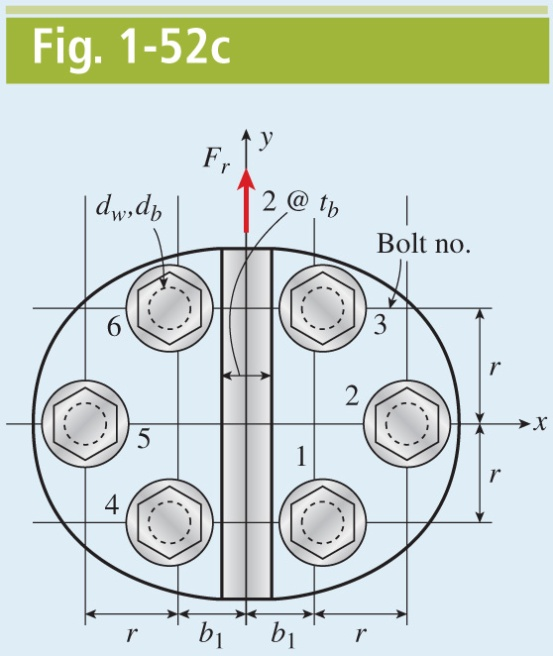 Fig. 1-52c
y
F_r
d_w, d_b
2 @ t_b
Bolt no.
6
3
r
2
x
5
1
r
4
r
b_1
b_1
r